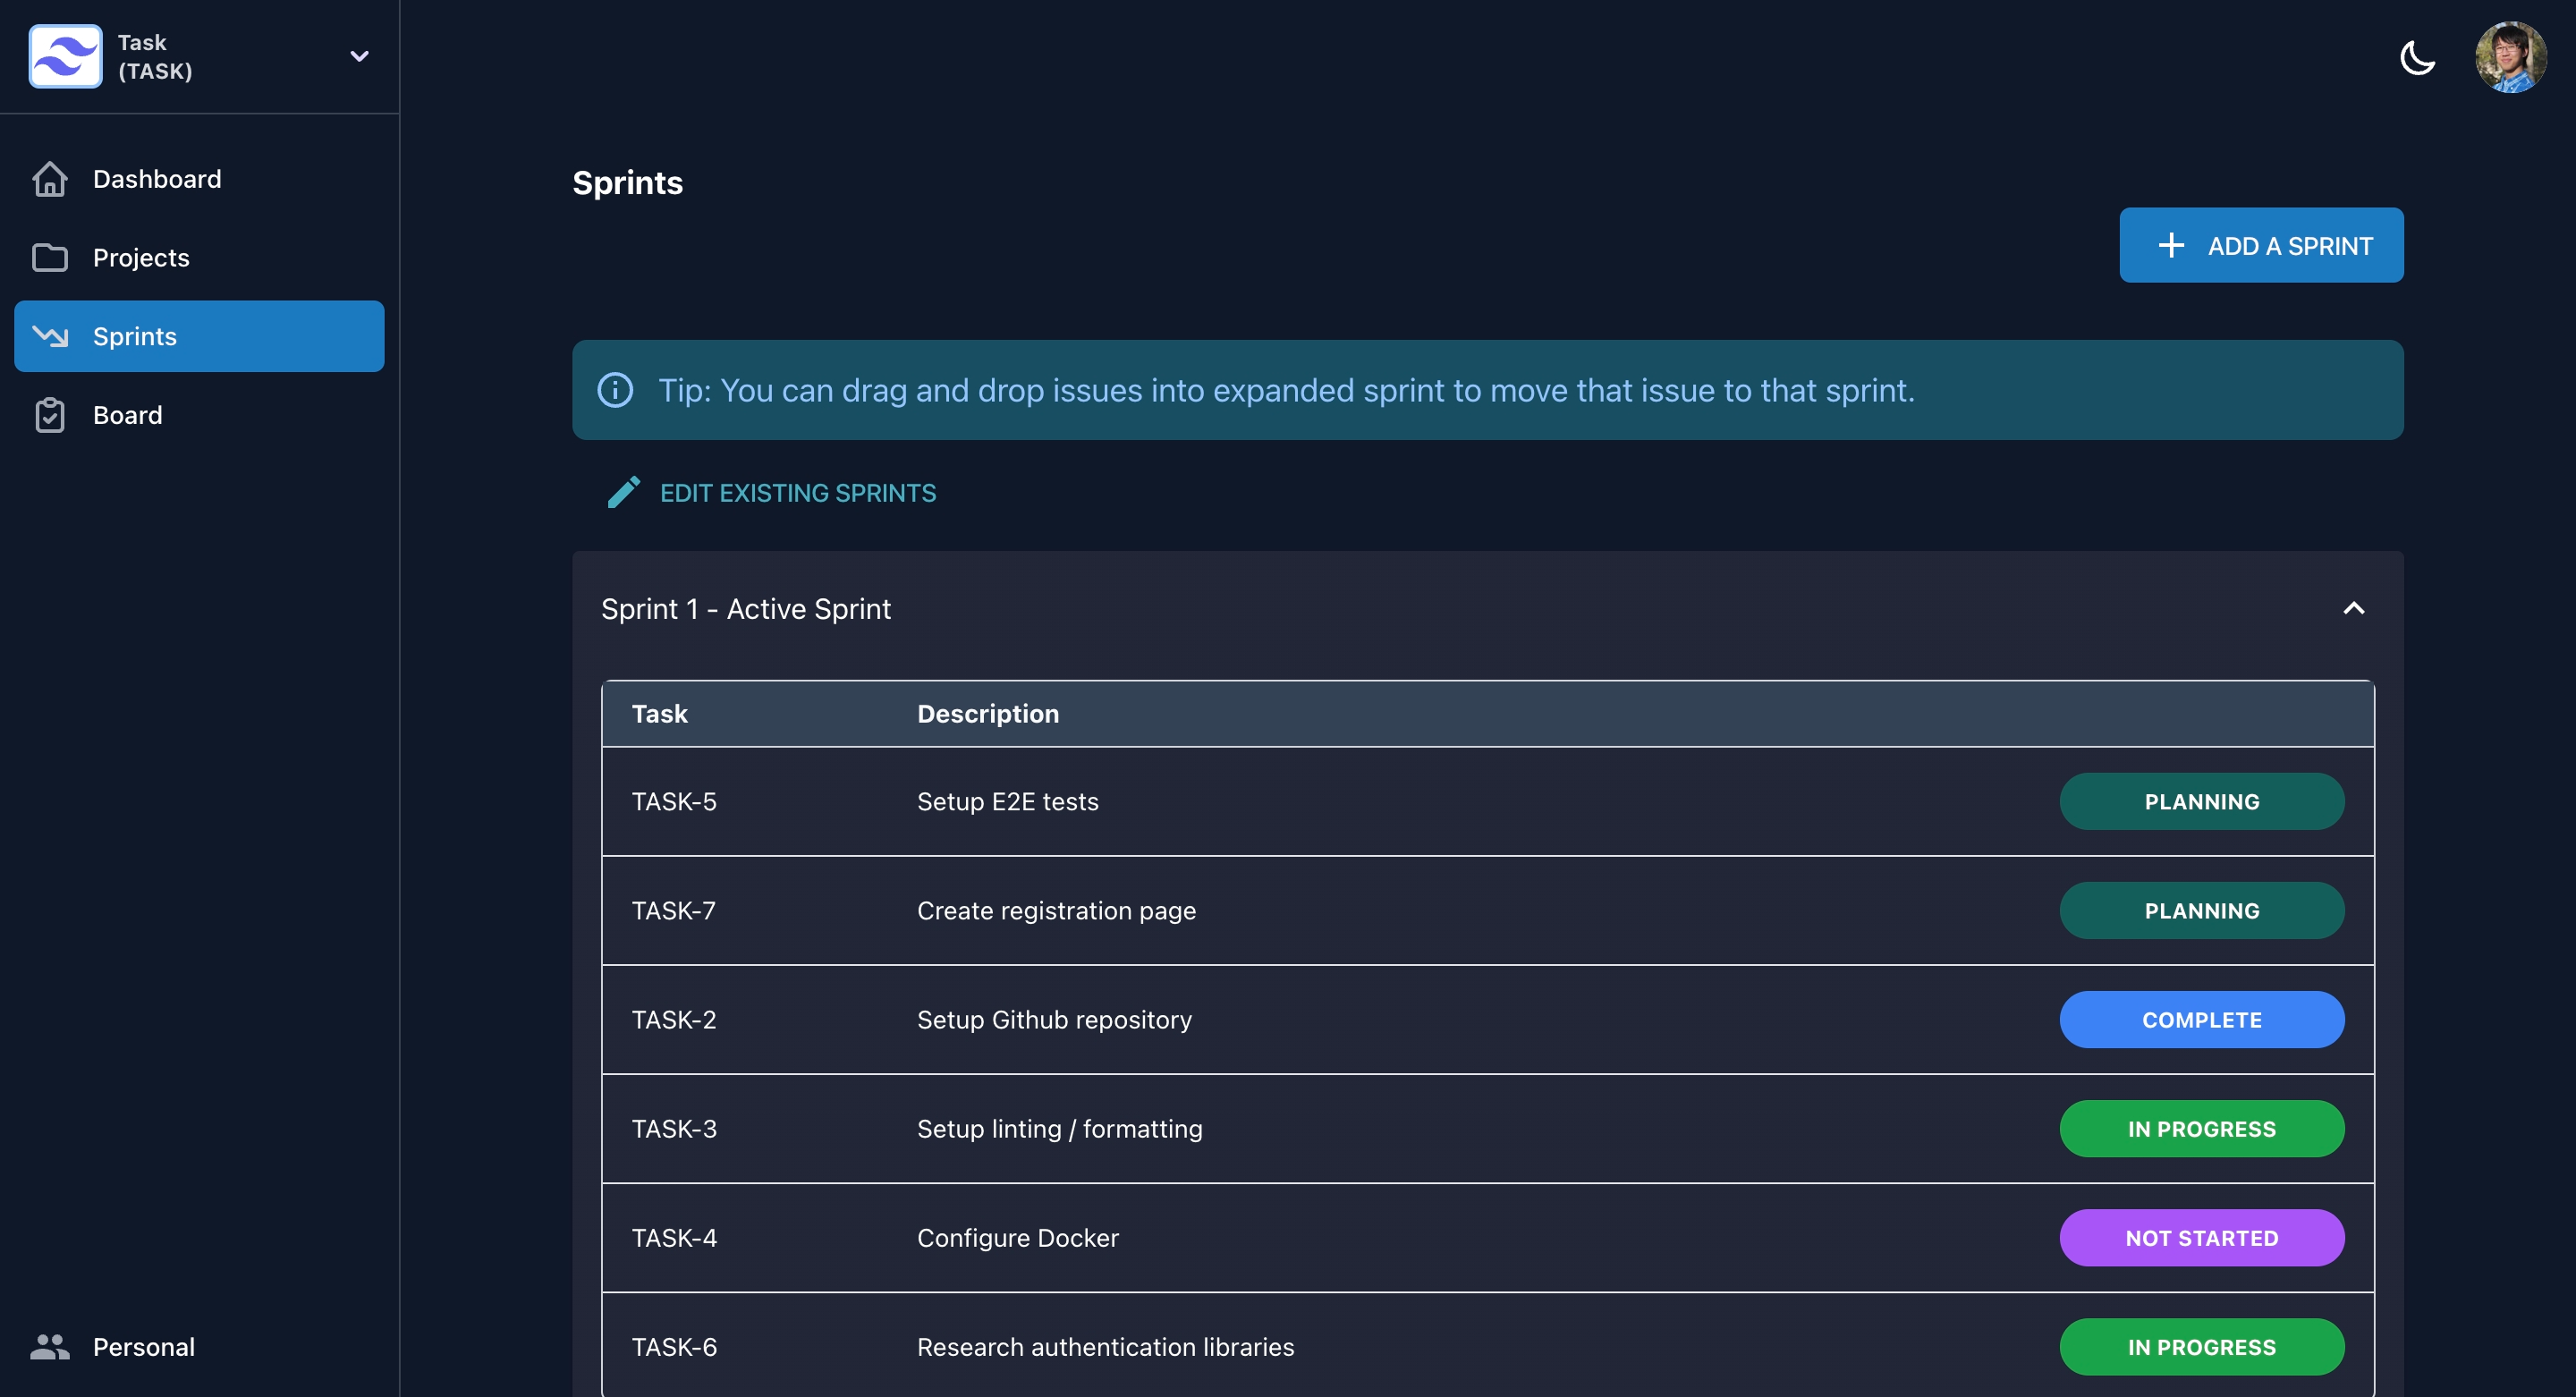 Task
(TASK)
Dashboard
Projects
Sprints
Board
Personal
Sprints
ADD A SPRINT
Tip: You can drag and drop issues into expanded sprint to move that issue to that sprint.
EDIT EXISTING SPRINTS
Sprint 1 - Active Sprint
Task Description
TASK-5 Setup E2E tests PLANNING
TASK-7 Create registration page PLANNING
TASK-2 Setup Github repository COMPLETE
TASK-3 Setup linting / formatting IN PROGRESS
TASK-4 Configure Docker NOT STARTED
TASK-6 Research authentication libraries IN PROGRESS